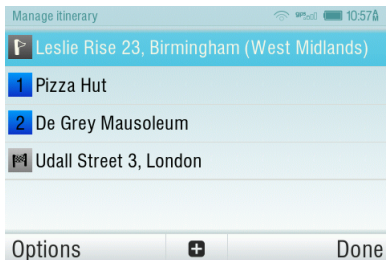 Manage itinerary
10:57
Leslie Rise 23, Birmingham (West Midlands)
1 Pizza Hut
2 De Grey Mausoleum
Udall Street 3, London
Options
Done